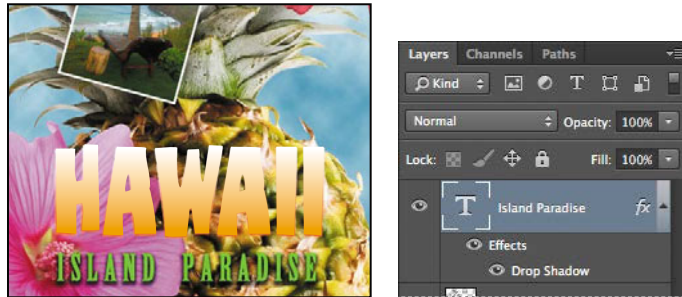 HAWAII
ISLAND PARADISE
Layers Channels Paths
Kind T
Normal Opacity: 100%
Lock: Fill: 100%
T Island Paradise fx
Effects
Drop Shadow